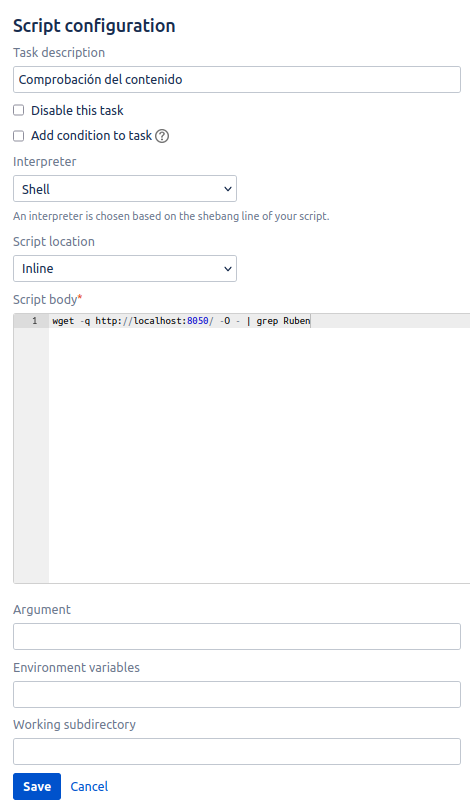 Script configuration
Task description
Comprobación del contenido
Disable this task
Add condition to task ?
Interpreter
Shell
An interpreter is chosen based on the shebang line of your script.
Script location
Inline
Script body*
1 wget -q http://localhost:8050/ -O - | grep Ruben
Argument
Environment variables
Working subdirectory
Save Cancel